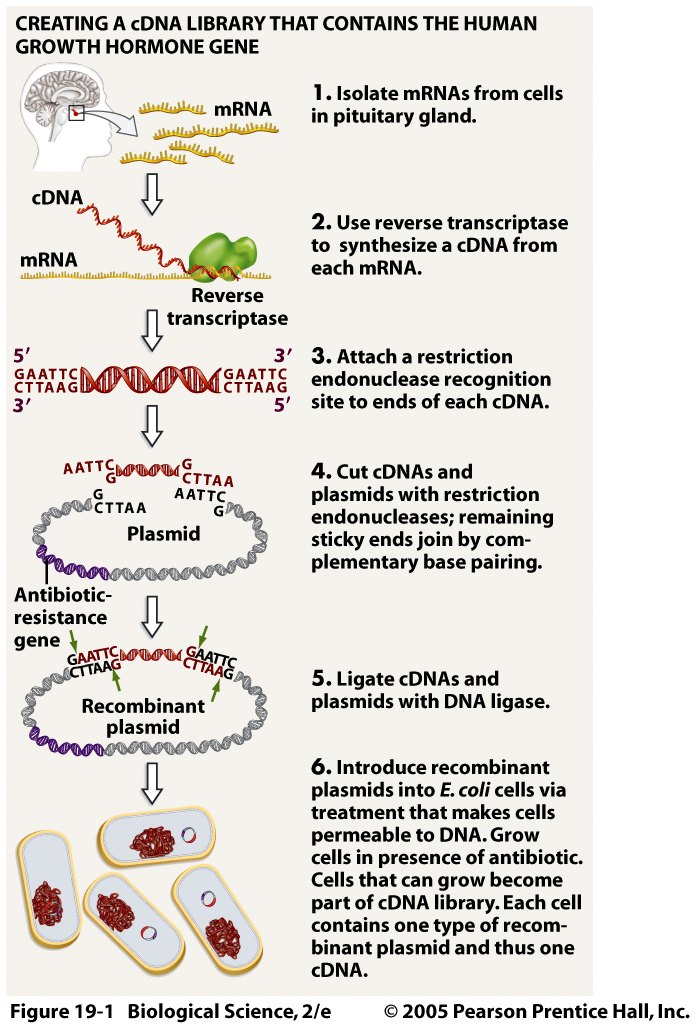 CREATING A cDNA LIBRARY THAT CONTAINS THE HUMAN
GROWTH HORMONE GENE
mRNA
1. Isolate mRNAs from cells
in pituitary gland.
cDNA
mRNA
Reverse
transcriptase
2. Use reverse transcriptase
to synthesize a cDNA from
each mRNA.
5′ 3′
GAATTC GAATTC
CTTAAG CTTAAG
3′ 5′
3. Attach a restriction
endonuclease recognition
site to ends of each cDNA.
AATTC G
G CTTAA
G AATTC
CTTAA G
Plasmid
Antibiotic-
resistance
gene
4. Cut cDNAs and
plasmids with restriction
endonucleases; remaining
sticky ends join by com-
plementary base pairing.
GAATTC GAATTC
CTTAAG CTTAAG
Recombinant
plasmid
5. Ligate cDNAs and
plasmids with DNA ligase.
6. Introduce recombinant
plasmids into E. coli cells via
treatment that makes cells
permeable to DNA. Grow
cells in presence of antibiotic.
Cells that can grow become
part of cDNA library. Each cell
contains one type of recom-
binant plasmid and thus one
cDNA.
Figure 19-1 Biological Science, 2/e © 2005 Pearson Prentice Hall, Inc.